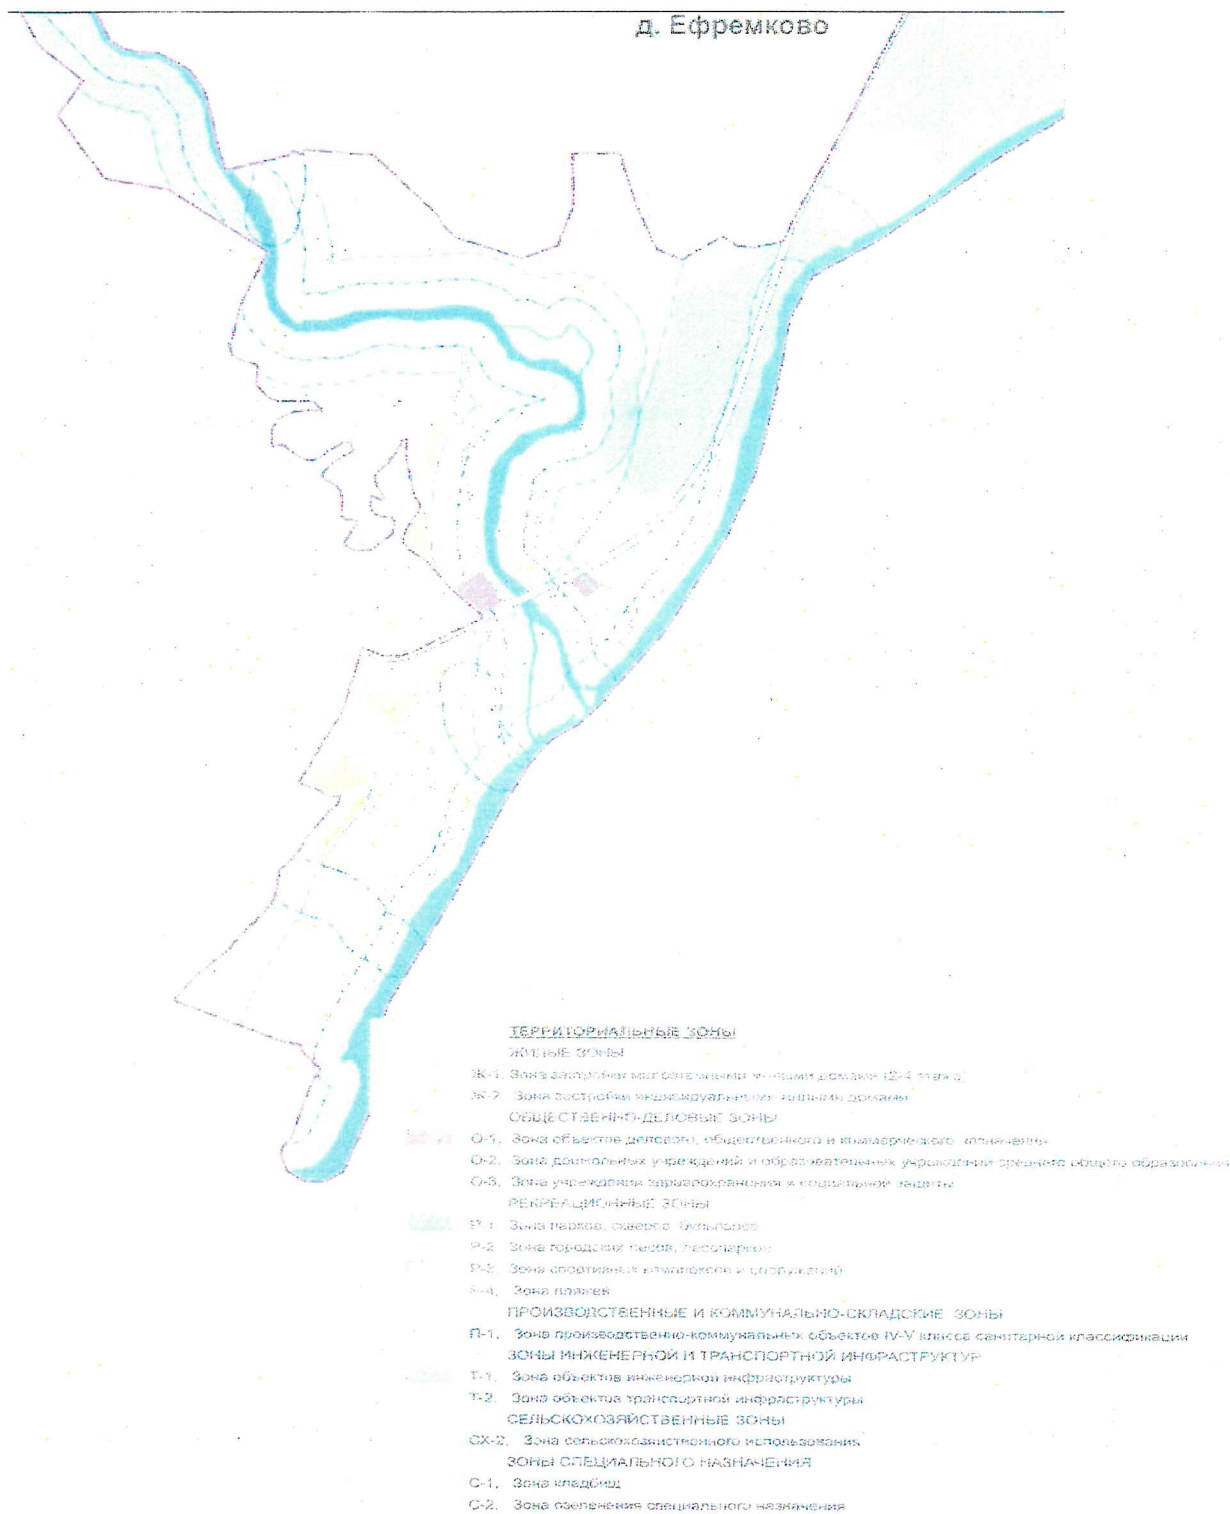 д. Ефремково
ТЕРРИТОРИАЛЬНЫЕ ЗОНЫ
ЖИЛЫЕ ЗОНЫ
Ж-1. Зона застройки малоэтажными жилыми домами (2-4 этажа)
Ж-2. Зона застройки индивидуальными жилыми домами
ОБЩЕСТВЕННО-ДЕЛОВЫЕ ЗОНЫ
О-1. Зона объектов делового, общественного и коммерческого назначения
О-2. Зона дошкольных учреждений и образовательных учреждений среднего общего образования
О-3. Зона учреждений здравоохранения и социальной защиты
РЕКРЕАЦИОННЫЕ ЗОНЫ
Р-1. Зона парков, скверов, бульваров
Р-2. Зона городских лесов, лесопарков
Р-3. Зона спортивных комплексов и сооружений
Р-4. Зона пляжей
ПРОИЗВОДСТВЕННЫЕ И КОММУНАЛЬНО-СКЛАДСКИЕ ЗОНЫ
П-1. Зона производственно-коммунальных объектов IV-V класса санитарной классификации
ЗОНЫ ИНЖЕНЕРНОЙ И ТРАНСПОРТНОЙ ИНФРАСТРУКТУР
Т-1. Зона объектов инженерной инфраструктуры
Т-2. Зона объектов транспортной инфраструктуры
СЕЛЬСКОХОЗЯЙСТВЕННЫЕ ЗОНЫ
СХ-2. Зона сельскохозяйственного использования
ЗОНЫ СПЕЦИАЛЬНОГО НАЗНАЧЕНИЯ
С-1. Зона кладбищ
С-2. Зона озеленения специального назначения